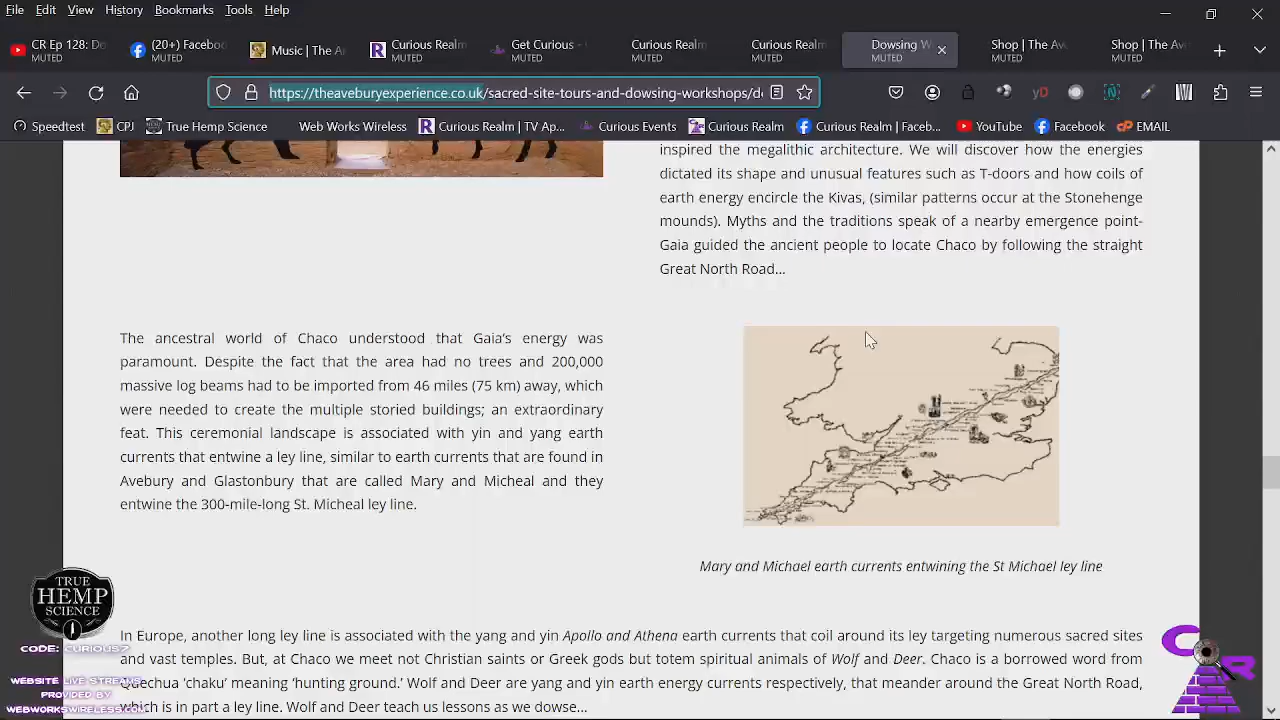 File Edit View History Bookmarks Tools Help
CR Ep 128: De
MUTED
(20+) Facebo
MUTED
Music | The A
MUTED
Curious Realm
MUTED
Get Curious -
MUTED
Curious Realm
MUTED
Curious Realm
MUTED
Dowsing W
MUTED
Shop | The Ave
MUTED
Shop | The Ave
MUTED
https://theaveburyexperience.co.uk/sacred-site-tours-and-dowsing-workshops/d
Speedtest CPJ True Hemp Science Web Works Wireless Curious Realm | TV Ap... Curious Events Curious Realm Curious Realm | Faceb... YouTube Facebook EMAIL
inspired the megalithic architecture. We will discover how the energies
dictated its shape and unusual features such as T-doors and how coils of
earth energy encircle the Kivas, (similar patterns occur at the Stonehenge
mounds). Myths and the traditions speak of a nearby emergence point-
Gaia guided the ancient people to locate Chaco by following the straight
Great North Road...
The ancestral world of Chaco understood that Gaia's energy was
paramount. Despite the fact that the area had no trees and 200,000
massive log beams had to be imported from 46 miles (75 km) away, which
were needed to create the multiple storied buildings; an extraordinary
feat. This ceremonial landscape is associated with yin and yang earth
currents that entwine a ley line, similar to earth currents that are found in
Avebury and Glastonbury that are called Mary and Micheal and they
entwine the 300-mile-long St. Micheal ley line.
Mary and Michael earth currents entwining the St Michael ley line
In Europe, another long ley line is associated with the yang and yin Apollo and Athena earth currents that coil around its ley targeting numerous sacred sites
and vast temples. But, at Chaco we meet not Christian saints or Greek gods but totem spiritual animals of Wolf and Deer. Chaco is a borrowed word from
Quechua 'chaku' meaning 'hunting ground.' Wolf and Deer are yang and yin earth energy currents respectively, that meander around the Great North Road,
which is in part a ley line. Wolf and Deer teach us lessons as we dowse...
TRUE
HEMP
SCIENCE
CODE: CURIOUS7
WEBSITE LIVE STREAMS
PROVIDED BY
WEBWORKSWIRELESS.COM
C
R